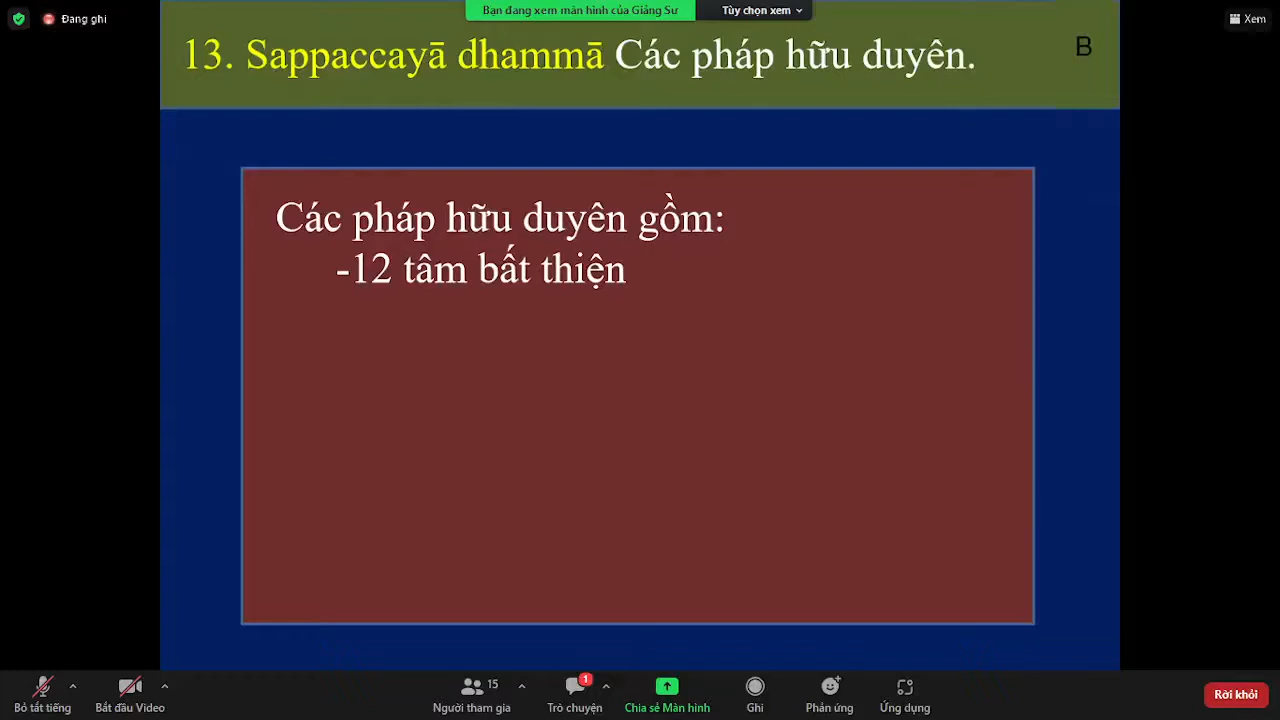 Đang ghi
Bạn đang xem màn hình của Giảng Sư
Tùy chọn xem
Xem
13. Sappaccayā dhammā Các pháp hữu duyên.
B
Các pháp hữu duyên gồm:
-12 tâm bất thiện
Bỏ tắt tiếng
Bắt đầu Video
15
Người tham gia
1
Trò chuyện
Chia sẻ Màn hình
Ghi
Phản ứng
Ứng dụng
Rời khỏi